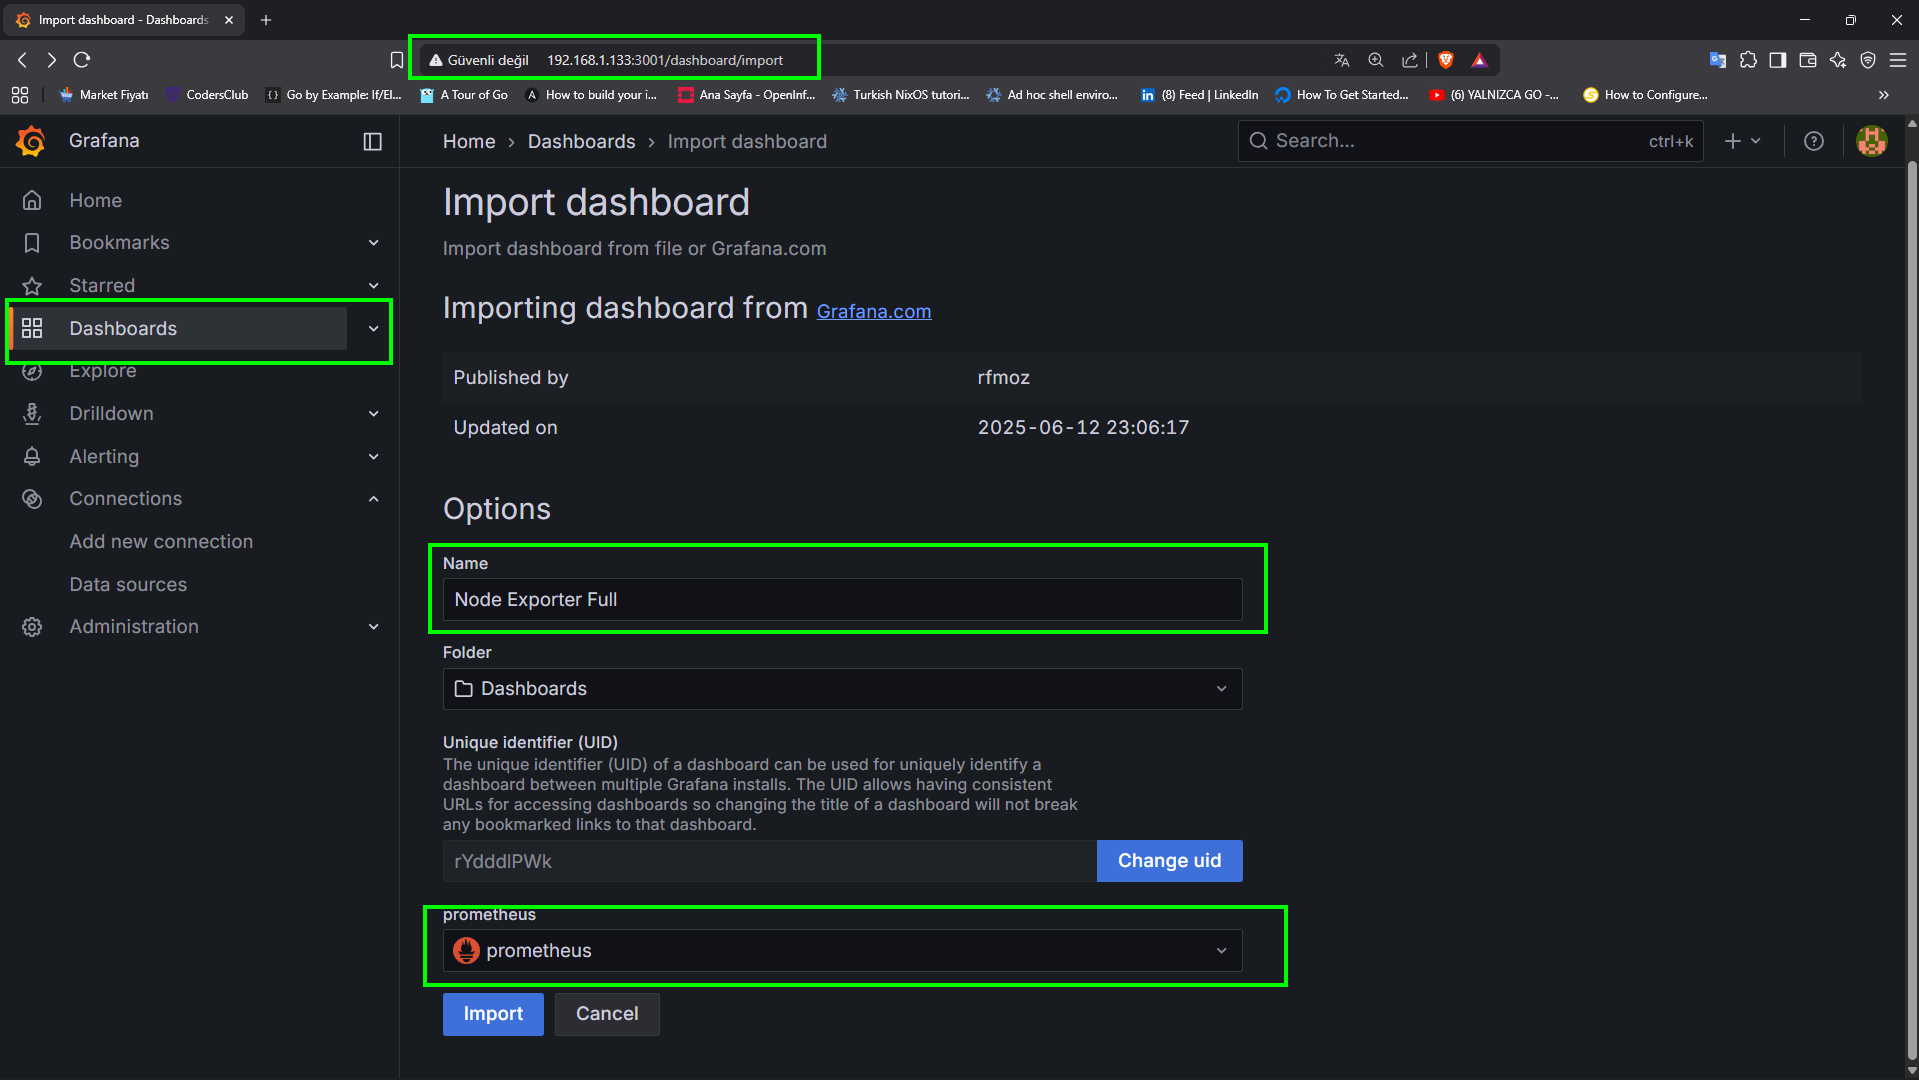 Import dashboard - Dashboards
Güvenli değil 192.168.1.133:3001/dashboard/import
Market Fiyatı
CodersClub
Go by Example: If/El...
A Tour of Go
How to build your i...
Ana Sayfa - OpenInf...
Turkish NixOS tutori...
Ad hoc shell enviro...
(8) Feed | LinkedIn
How To Get Started...
(6) YALNIZCA GO -...
How to Configure...
Grafana
Home › Dashboards › Import dashboard
Search...
ctrl+k
Home
Bookmarks
Starred
Dashboards
Explore
Drilldown
Alerting
Connections
Add new connection
Data sources
Administration
Import dashboard
Import dashboard from file or Grafana.com
Importing dashboard from Grafana.com
Published by rfmoz
Updated on 2025-06-12 23:06:17
Options
Name
Node Exporter Full
Folder
Dashboards
Unique identifier (UID)
The unique identifier (UID) of a dashboard can be used for uniquely identify a
dashboard between multiple Grafana installs. The UID allows having consistent
URLs for accessing dashboards so changing the title of a dashboard will not break
any bookmarked links to that dashboard.
rYdddlPWk
Change uid
prometheus
prometheus
Import
Cancel